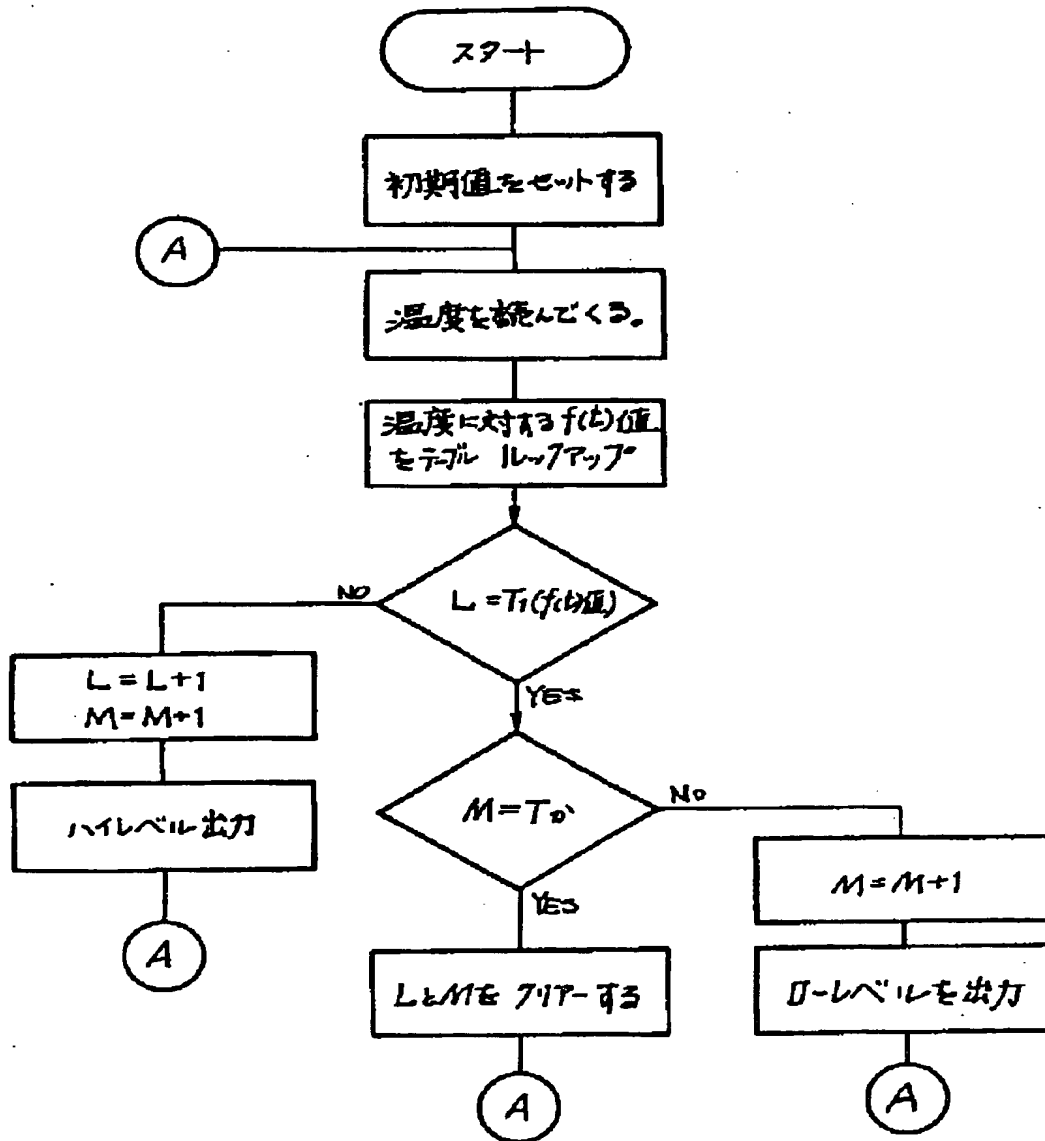 スタート
初期値をセットする
A
温度を読んでくる。
温度に対するf(t)値
をテーブル ルックアップ
L=T1(f(t)値)
NO
YES
L=L+1
M=M+1
ハイレベル出力
A
M=Tか
NO
YES
M=M+1
ローレベルを出力
A
LとMをクリアーする
A